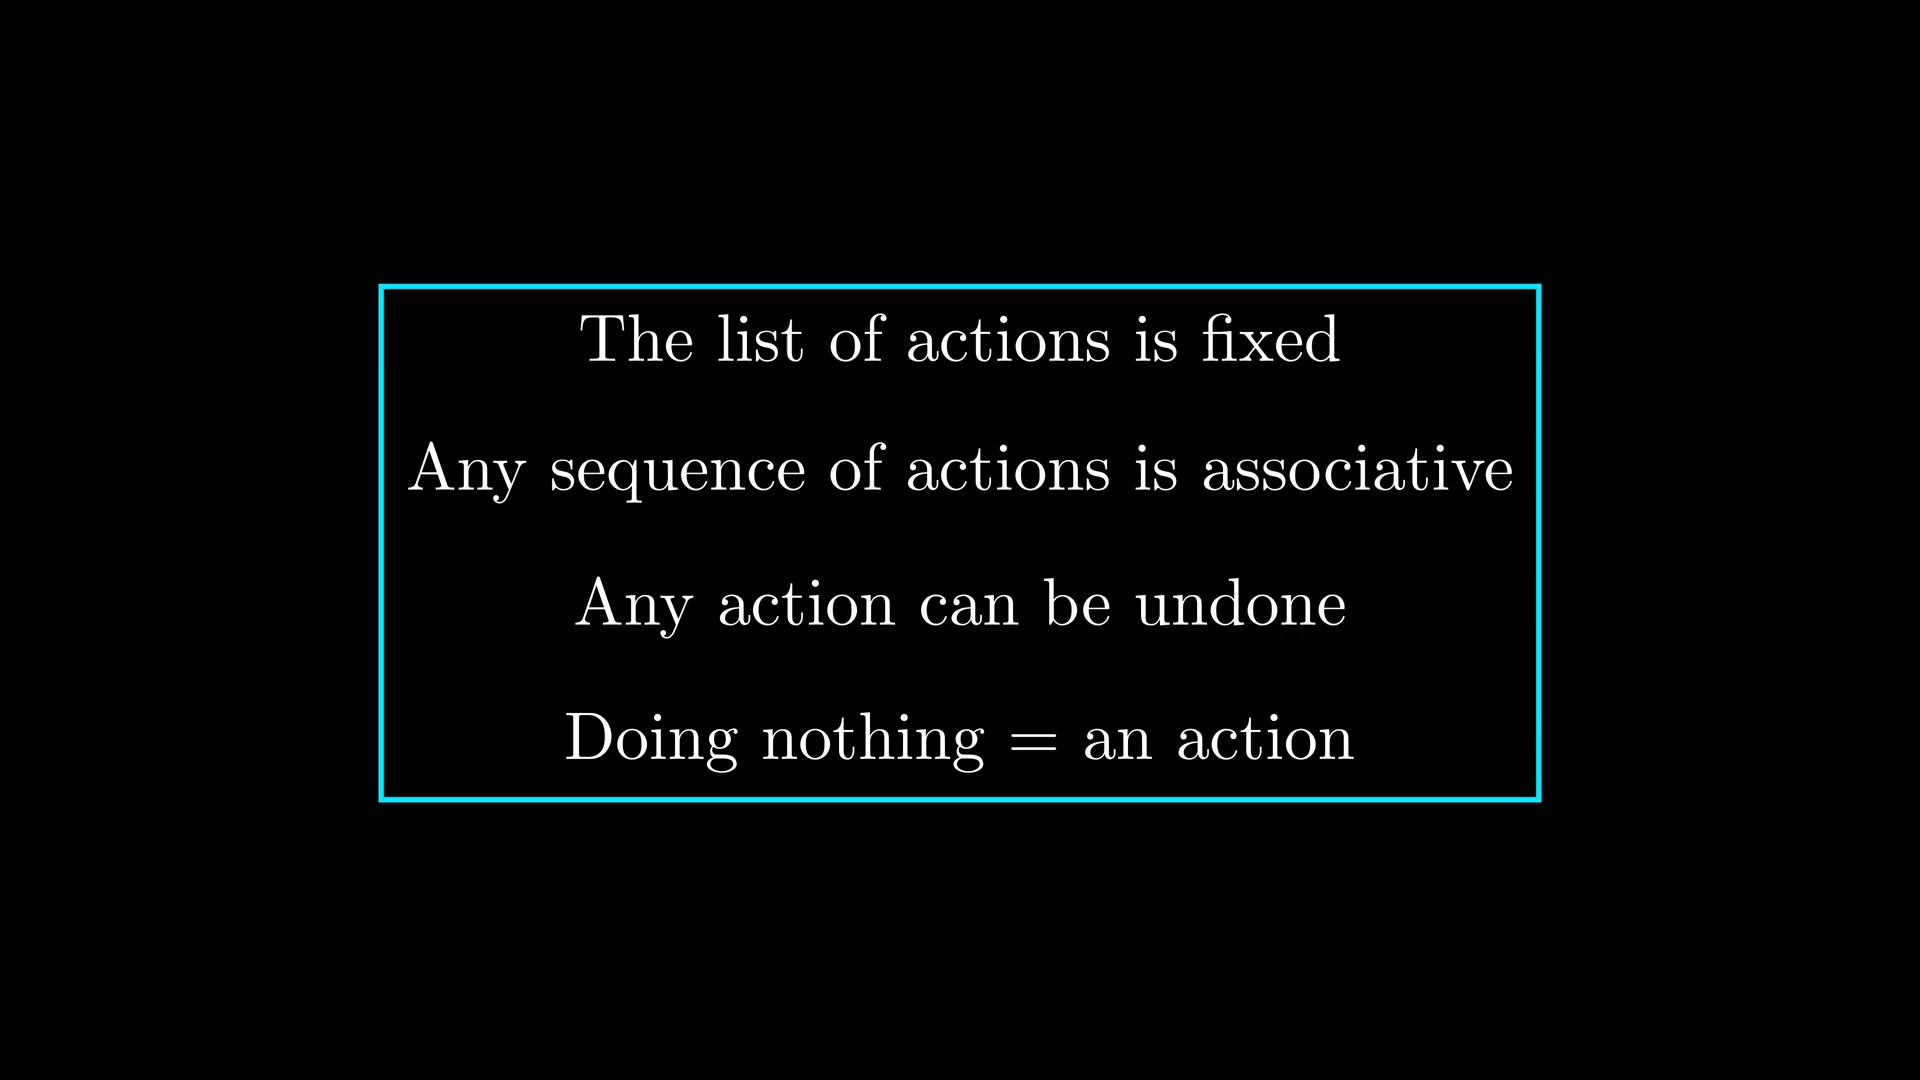 The list of actions is fixed
Any sequence of actions is associative
Any action can be undone
Doing nothing = an action